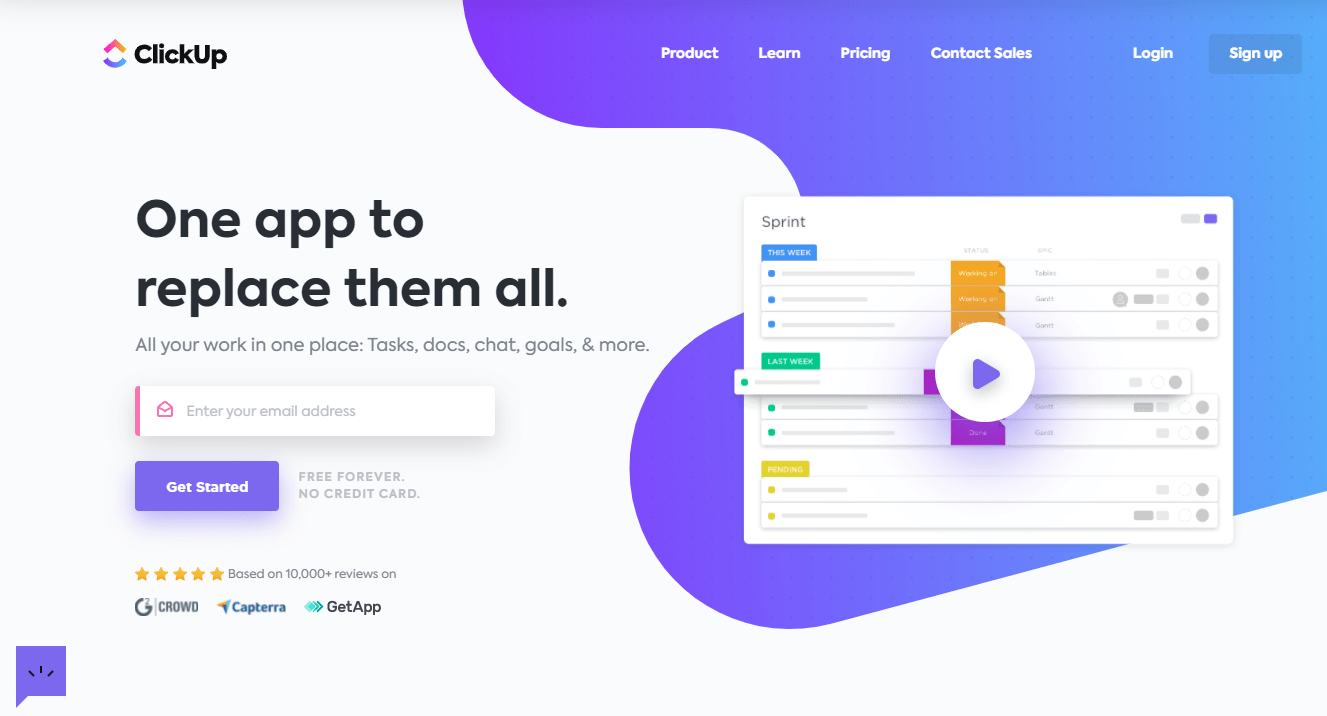 ClickUp
Product Learn Pricing Contact Sales Login Sign up
One app to
replace them all.
All your work in one place: Tasks, docs, chat, goals, & more.
Enter your email address
Get Started
FREE FOREVER.
NO CREDIT CARD.
Based on 10,000+ reviews on
G2 CROWD Capterra GetApp
Sprint
THIS WEEK STATUS EPIC
Working on Tables
Working on Gantt
Gantt
LAST WEEK
Gantt
Done Gantt
PENDING